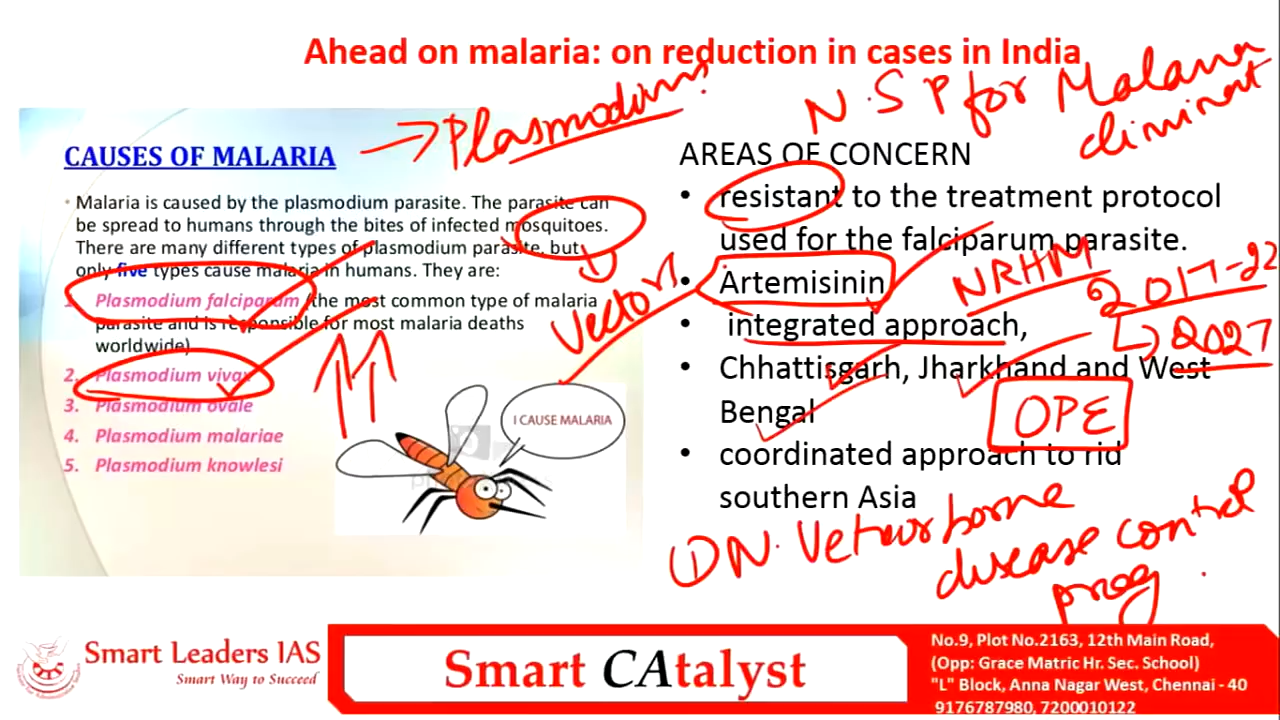 Ahead on malaria: on reduction in cases in India
N.S P for Malaria
eliminat
→ Plasmodium
CAUSES OF MALARIA
• Malaria is caused by the plasmodium parasite. The parasite can
be spread to humans through the bites of infected mosquitoes.
There are many different types of plasmodium parasite, but
only five types cause malaria in humans. They are:
1. Plasmodium falciparum (the most common type of malaria
parasite and is responsible for most malaria deaths
worldwide)
2. Plasmodium vivax
3. Plasmodium ovale
4. Plasmodium malariae
5. Plasmodium knowlesi
Vectors
I CAUSE MALARIA
AREAS OF CONCERN
• resistant to the treatment protocol
used for the falciparum parasite.
• Artemisinin
• integrated approach,
• Chhattisgarh, Jharkhand and West
Bengal
• coordinated approach to rid
southern Asia
NRHM
2017-22
2027
OPE
① N. Vetwr borne
disease control
prog.
Smart Leaders IAS
Smart Way to Succeed
Smart CAtalyst
No.9, Plot No.2163, 12th Main Road,
(Opp: Grace Matric Hr. Sec. School)
"L" Block, Anna Nagar West, Chennai - 40
9176787980, 7200010122